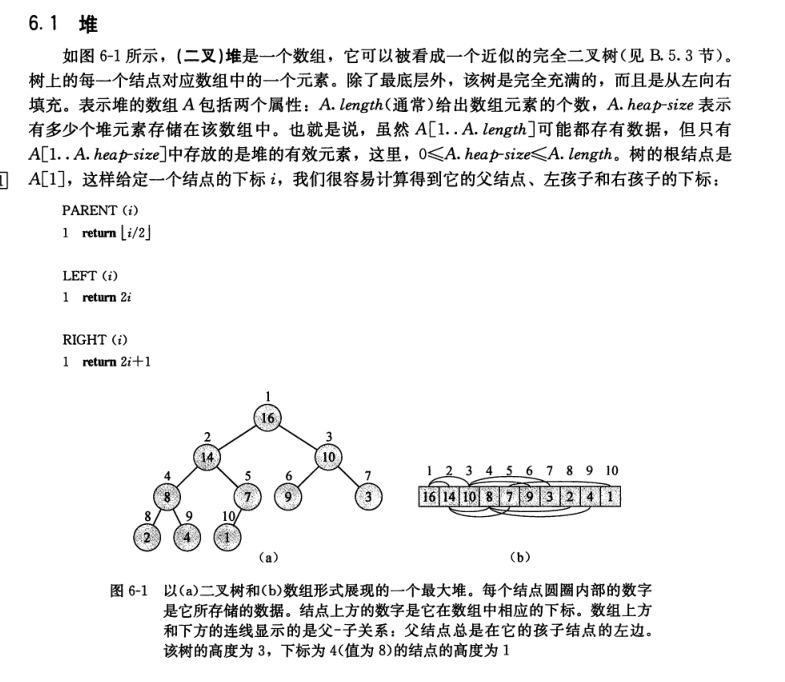 6.1 堆
如图 6-1 所示，(二叉)堆是一个数组，它可以被看成一个近似的完全二叉树(见 B.5.3 节)。
树上的每一个结点对应数组中的一个元素。除了最底层外，该树是完全充满的，而且是从左向右
填充。表示堆的数组 A 包括两个属性：A.length(通常)给出数组元素的个数，A.heap-size 表示
有多少个堆元素存储在该数组中。也就是说，虽然 A[1..A.length]可能都存有数据，但只有
A[1..A.heap-size]中存放的是堆的有效元素，这里，0≤A.heap-size≤A.length。树的根结点是
A[1]，这样给定一个结点的下标 i，我们很容易计算得到它的父结点、左孩子和右孩子的下标：
PARENT(i)
1 return ⌊i/2⌋
LEFT(i)
1 return 2i
RIGHT(i)
1 return 2i+1
1
16
2 3
14 10
4 5 6 7
8 7 9 3
8 9 10
2 4 1
(a)
1 2 3 4 5 6 7 8 9 10
16 14 10 8 7 9 3 2 4 1
(b)
图 6-1 以(a)二叉树和(b)数组形式展现的一个最大堆。每个结点圆圈内部的数字
是它所存储的数据。结点上方的数字是它在数组中相应的下标。数组上方
和下方的连线显示的是父-子关系：父结点总是在它的孩子结点的左边。
该树的高度为 3，下标为 4(值为 8)的结点的高度为 1